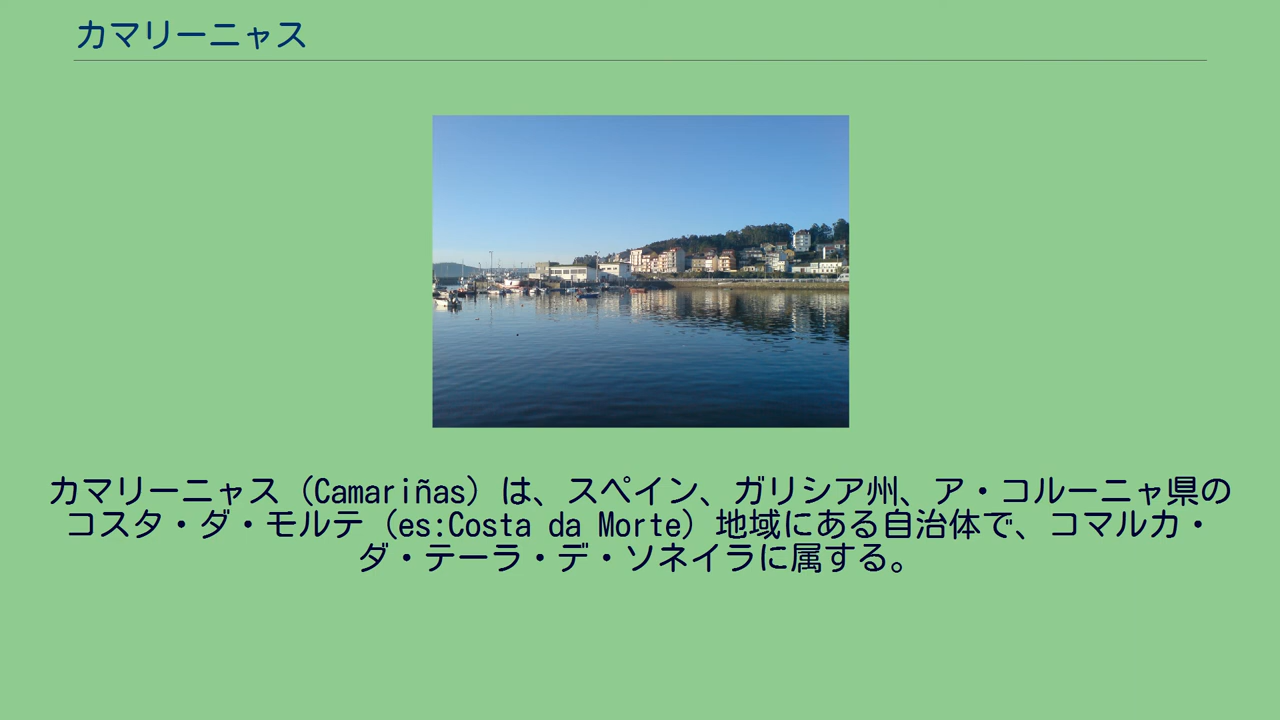 カマリーニャス
カマリーニャス（Camariñas）は、スペイン、ガリシア州、ア・コルーニャ県の
コスタ・ダ・モルテ（es:Costa da Morte）地域にある自治体で、コマルカ・
ダ・テーラ・デ・ソネイラに属する。